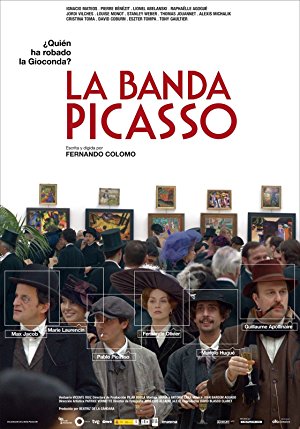 IGNACIO MATEOS, PIERRE BÉNÉZIT, LIONEL ABELANSKI, RAPHAËLLE AGOGUÉ
JORDI VILCHES, LOUISE MONOT, STANLEY WEBER, THOMAS JOUANNET, ALEXIS MICHALIK
CRISTINA TOMA, DAVID COBURN, ESZTER TOMPA, TONY GAULTIER
¿Quién
ha robado
la Gioconda?
LA BANDA
PICASSO
Escrita y dirigida por
FERNANDO COLOMO
Max Jacob
Marie Laurencin
Pablo Picasso
Fernande Olivier
Manolo Hugué
Guillaume Apollinaire